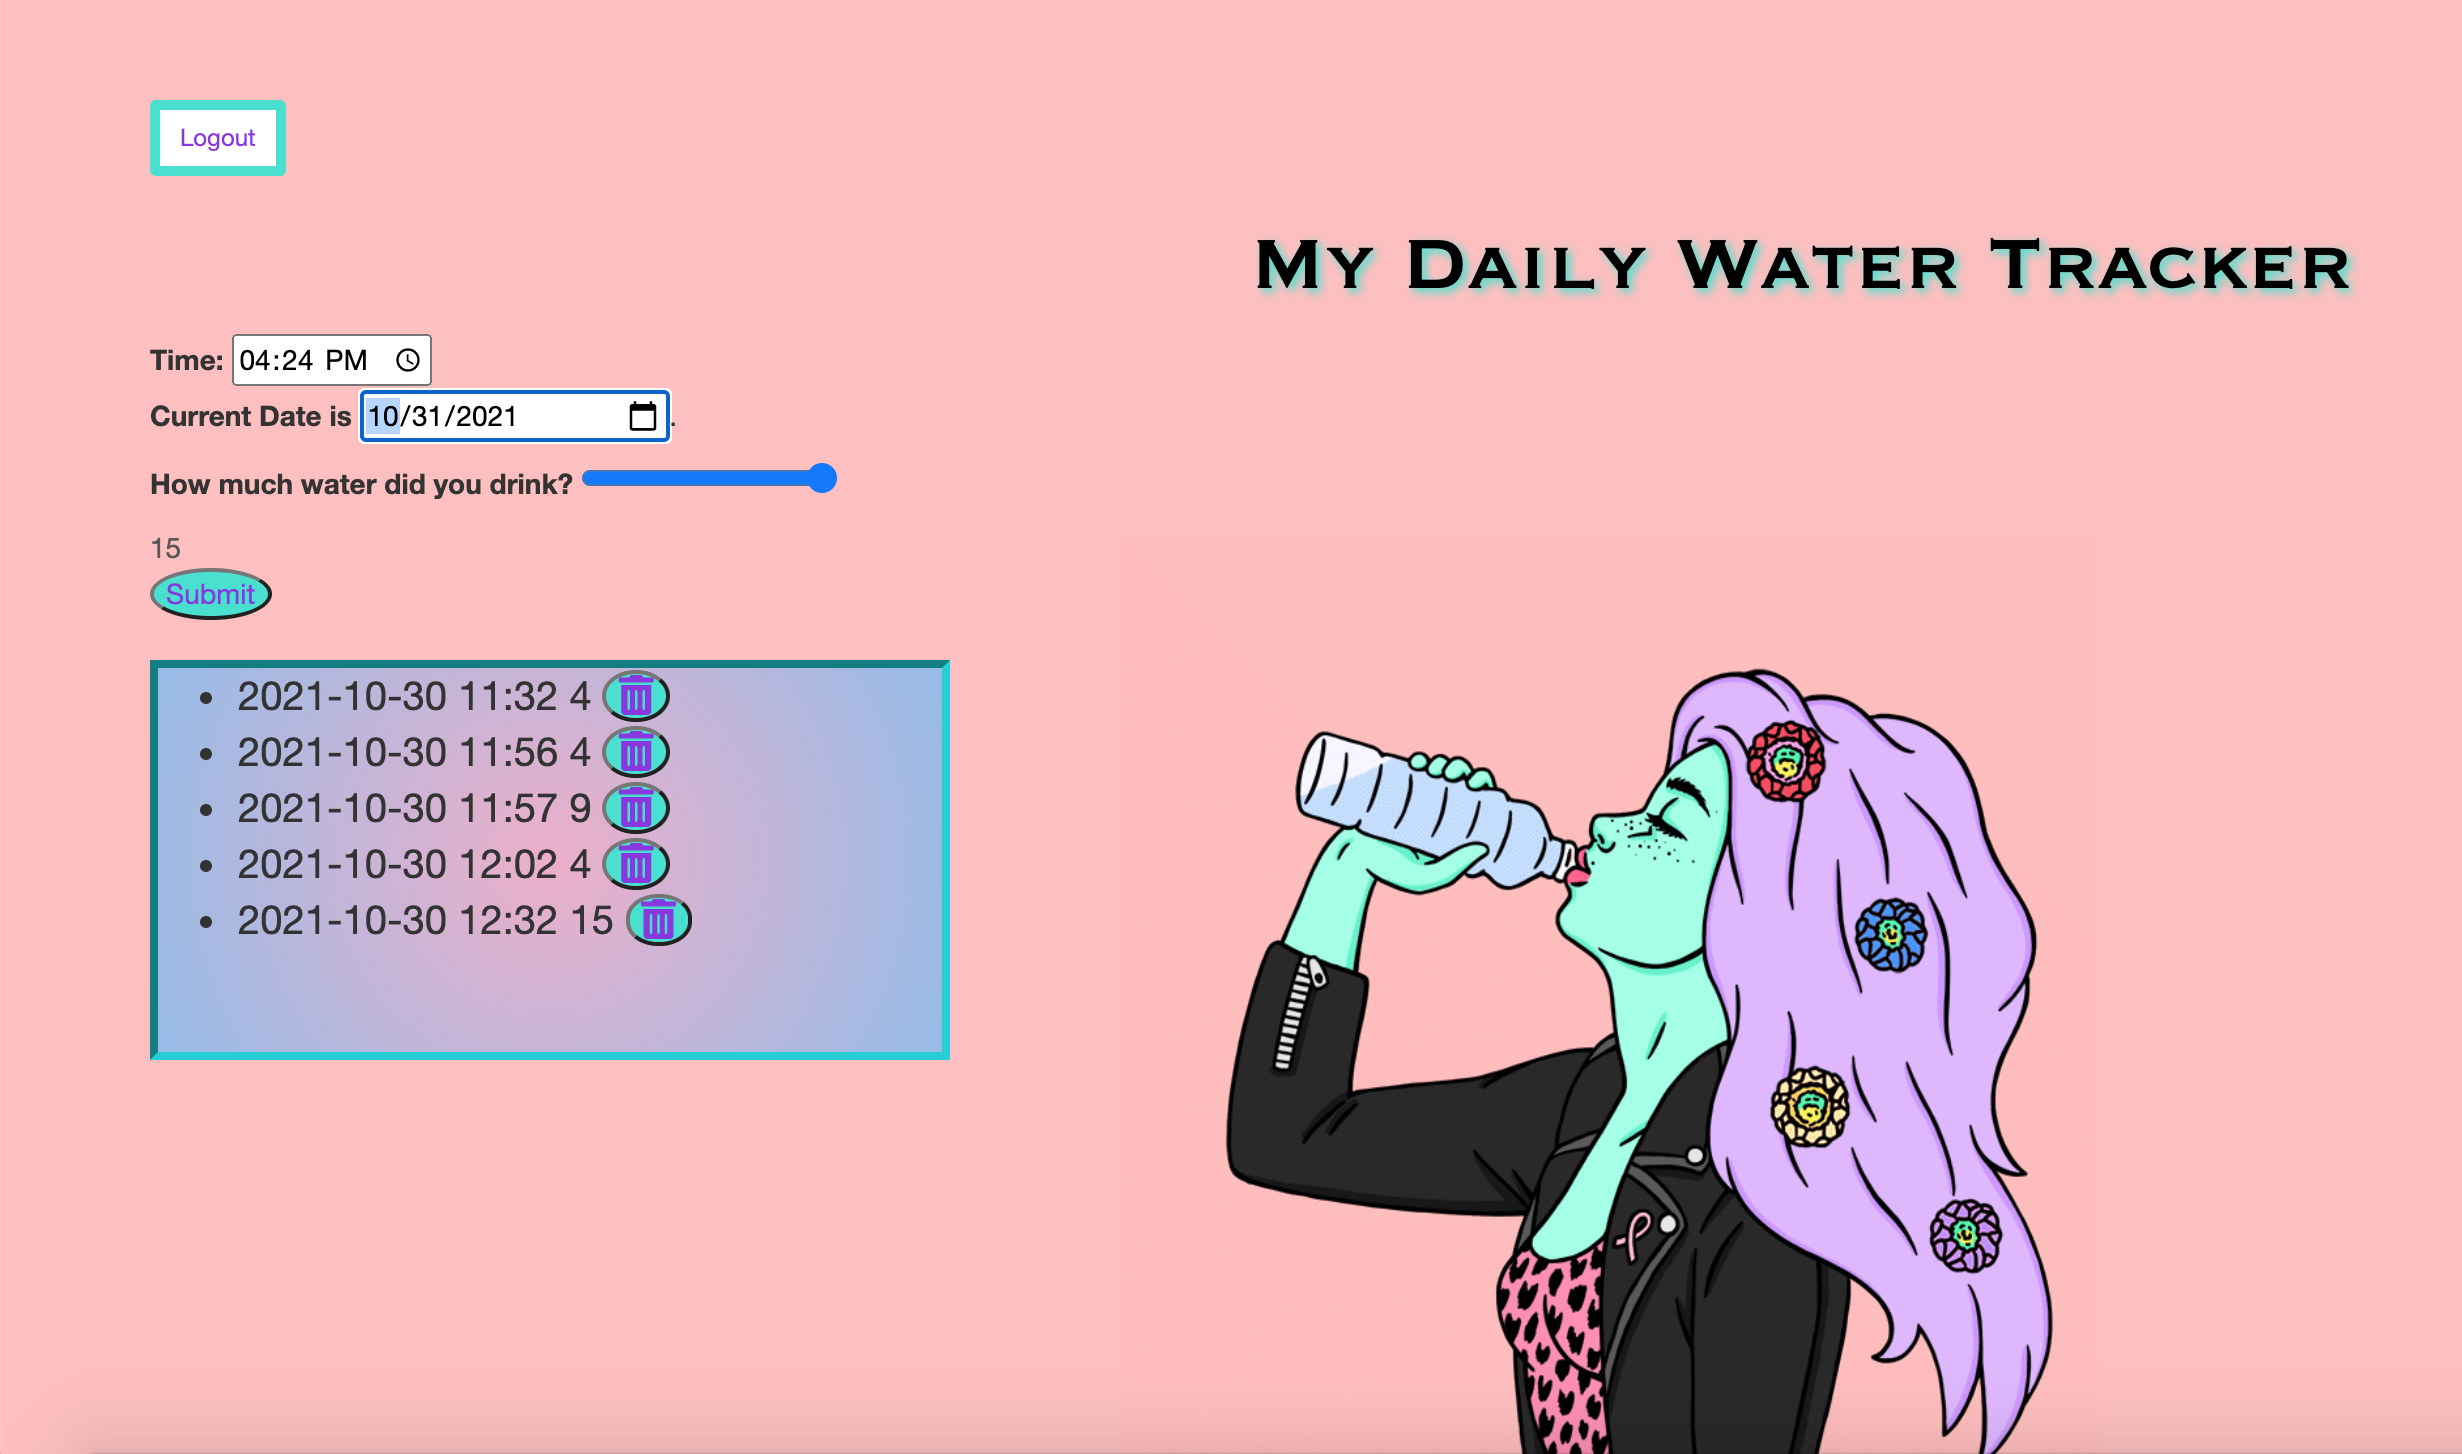 Logout
My Daily Water Tracker
Time: 04:24 PM
Current Date is 10/31/2021 .
How much water did you drink?
15
Submit
2021-10-30 11:32 4
2021-10-30 11:56 4
2021-10-30 11:57 9
2021-10-30 12:02 4
2021-10-30 12:32 15